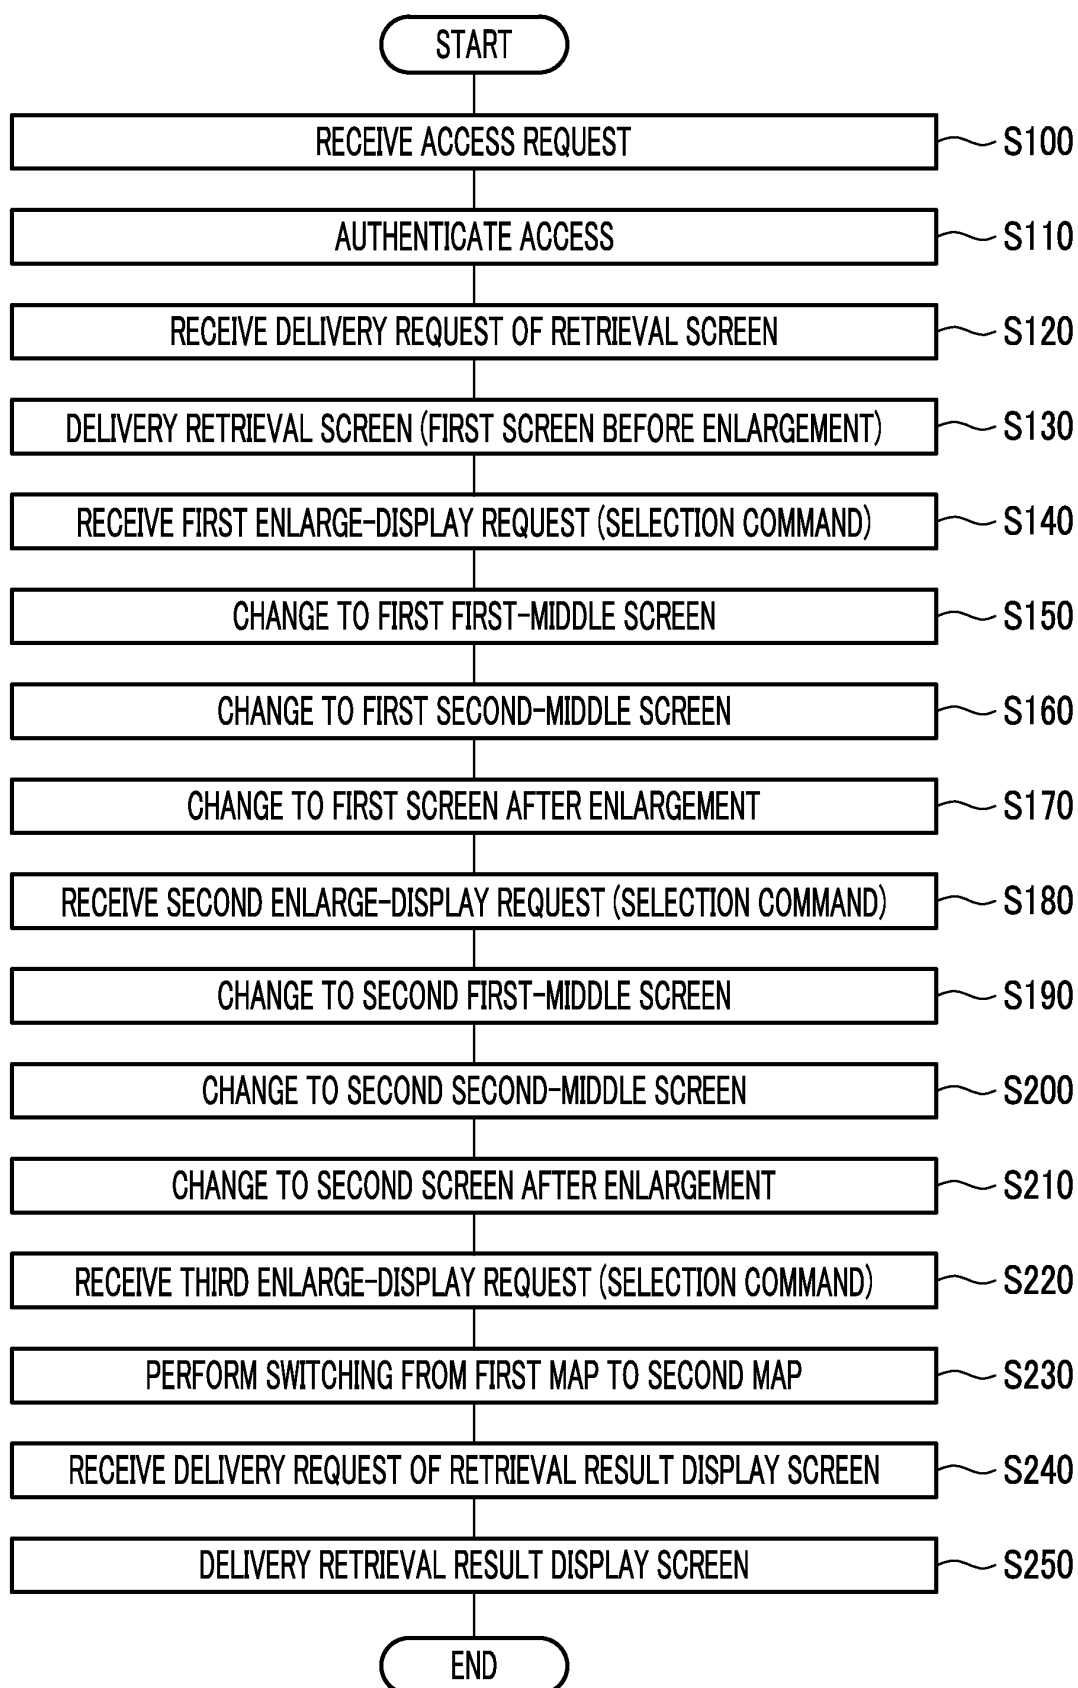 START
RECEIVE ACCESS REQUEST S100
AUTHENTICATE ACCESS S110
RECEIVE DELIVERY REQUEST OF RETRIEVAL SCREEN S120
DELIVERY RETRIEVAL SCREEN (FIRST SCREEN BEFORE ENLARGEMENT) S130
RECEIVE FIRST ENLARGE-DISPLAY REQUEST (SELECTION COMMAND) S140
CHANGE TO FIRST FIRST-MIDDLE SCREEN S150
CHANGE TO FIRST SECOND-MIDDLE SCREEN S160
CHANGE TO FIRST SCREEN AFTER ENLARGEMENT S170
RECEIVE SECOND ENLARGE-DISPLAY REQUEST (SELECTION COMMAND) S180
CHANGE TO SECOND FIRST-MIDDLE SCREEN S190
CHANGE TO SECOND SECOND-MIDDLE SCREEN S200
CHANGE TO SECOND SCREEN AFTER ENLARGEMENT S210
RECEIVE THIRD ENLARGE-DISPLAY REQUEST (SELECTION COMMAND) S220
PERFORM SWITCHING FROM FIRST MAP TO SECOND MAP S230
RECEIVE DELIVERY REQUEST OF RETRIEVAL RESULT DISPLAY SCREEN S240
DELIVERY RETRIEVAL RESULT DISPLAY SCREEN S250
END